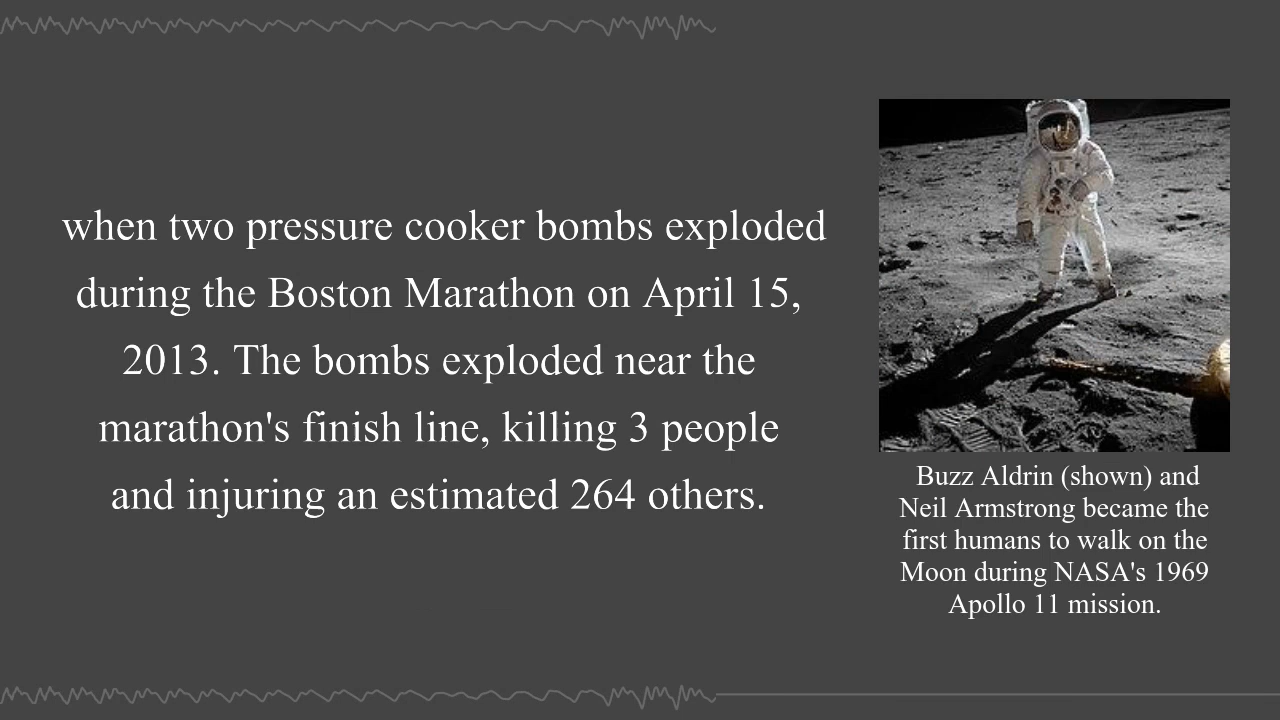 when two pressure cooker bombs exploded
during the Boston Marathon on April 15,
2013. The bombs exploded near the
marathon's finish line, killing 3 people
and injuring an estimated 264 others.
Buzz Aldrin (shown) and
Neil Armstrong became the
first humans to walk on the
Moon during NASA's 1969
Apollo 11 mission.